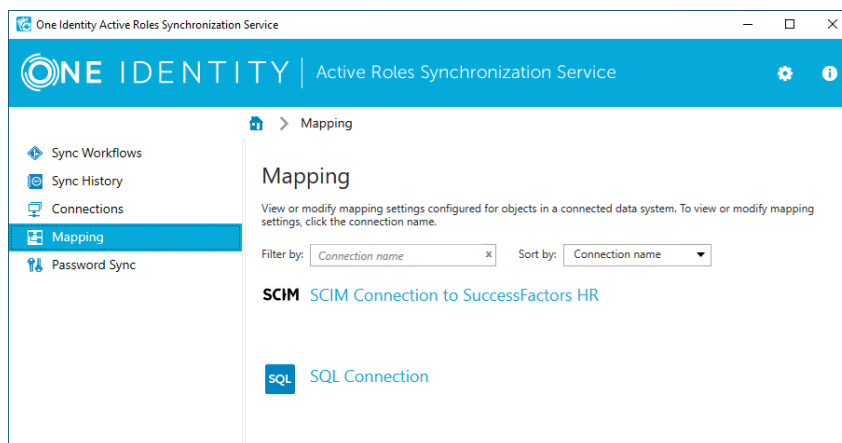 One Identity Active Roles Synchronization Service
ONE IDENTITY Active Roles Synchronization Service
Mapping
Sync Workflows
Sync History
Connections
Mapping
Password Sync
Mapping
View or modify mapping settings configured for objects in a connected data system. To view or modify mapping
settings, click the connection name.
Filter by: Connection name x Sort by: Connection name
SCIM SCIM Connection to SuccessFactors HR
SQL SQL Connection